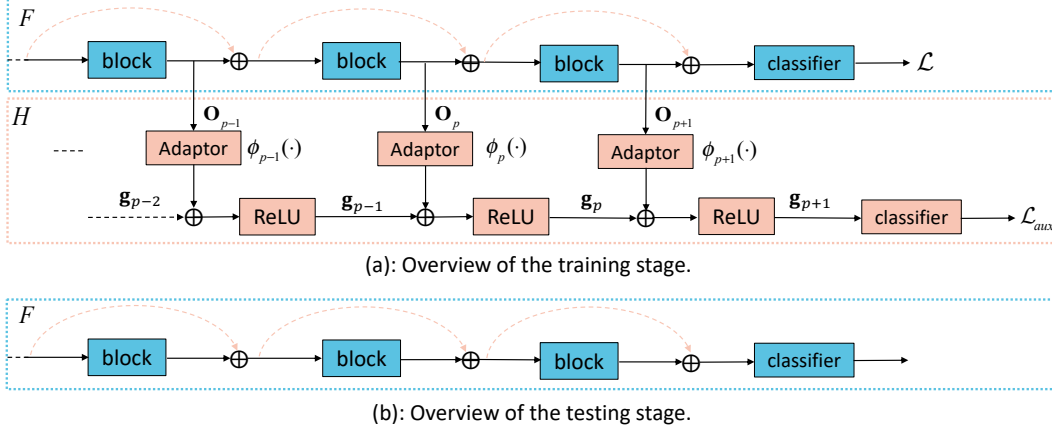 F
block block block classifier ℒ
H
O_{p−1} O_p O_{p+1}
Adaptor ϕ_{p−1}(·) Adaptor ϕ_p(·) Adaptor ϕ_{p+1}(·)
g_{p−2} ReLU g_{p−1} ReLU g_p ReLU g_{p+1} classifier ℒ_{aux}
(a): Overview of the training stage.
F
block block block classifier
(b): Overview of the testing stage.